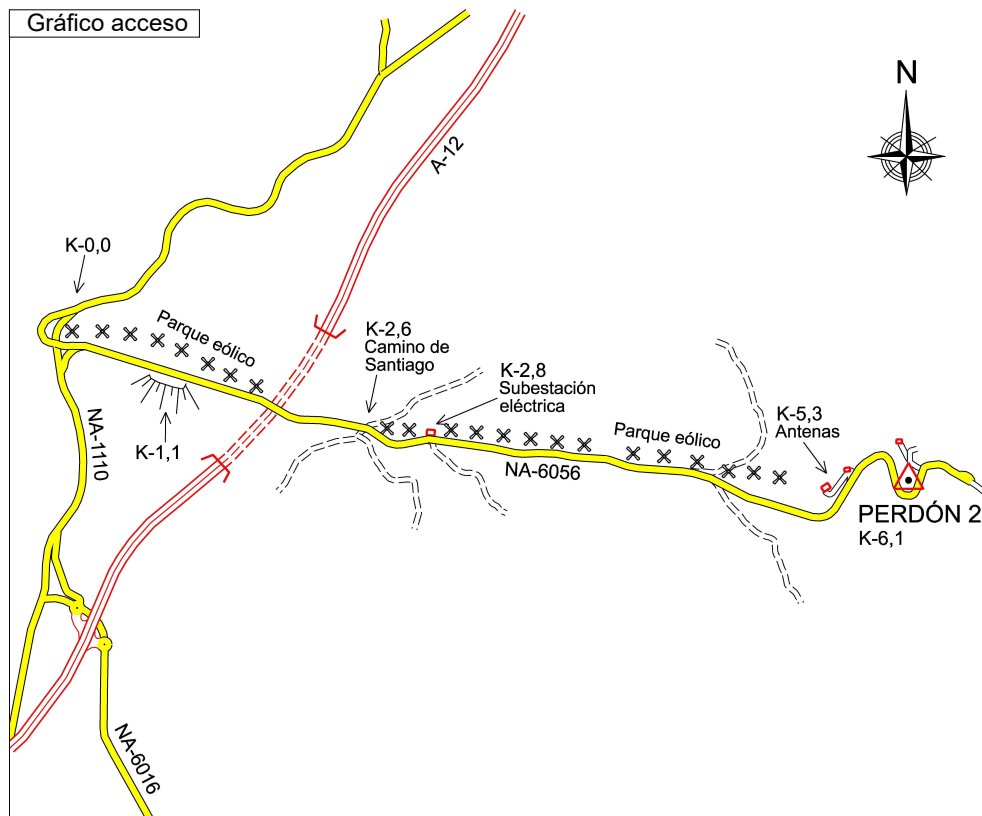 Gráfico acceso
N
A-12
K-0,0
Parque eólico
K-2,6
Camino de
Santiago
K-2,8
Subestación
eléctrica
K-1,1
NA-1110
Parque eólico
K-5,3
Antenas
NA-6056
PERDÓN 2
K-6,1
NA-6016